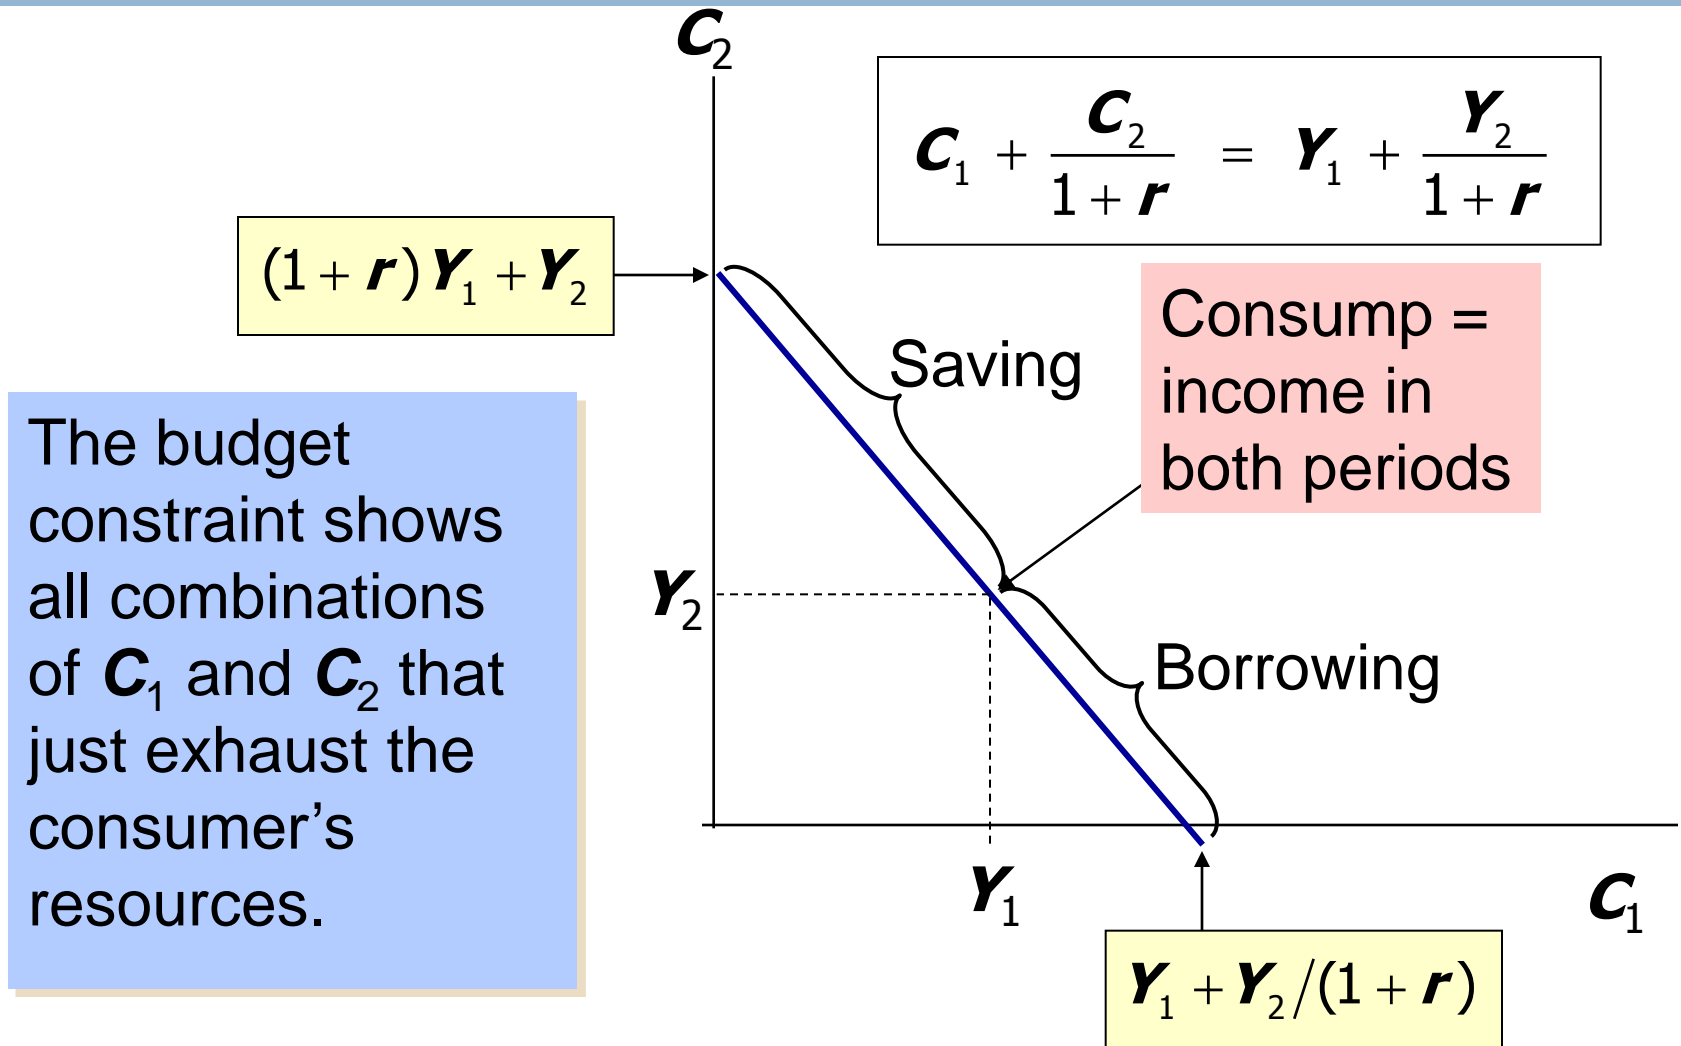 C₂
C₁ + C₂/(1 + r) = Y₁ + Y₂/(1 + r)
(1 + r)Y₁ + Y₂
Consump =
income in
both periods
Saving
The budget
constraint shows
all combinations
of C₁ and C₂ that
just exhaust the
consumer’s
resources.
Y₂
Borrowing
Y₁
C₁
Y₁ + Y₂/(1 + r)